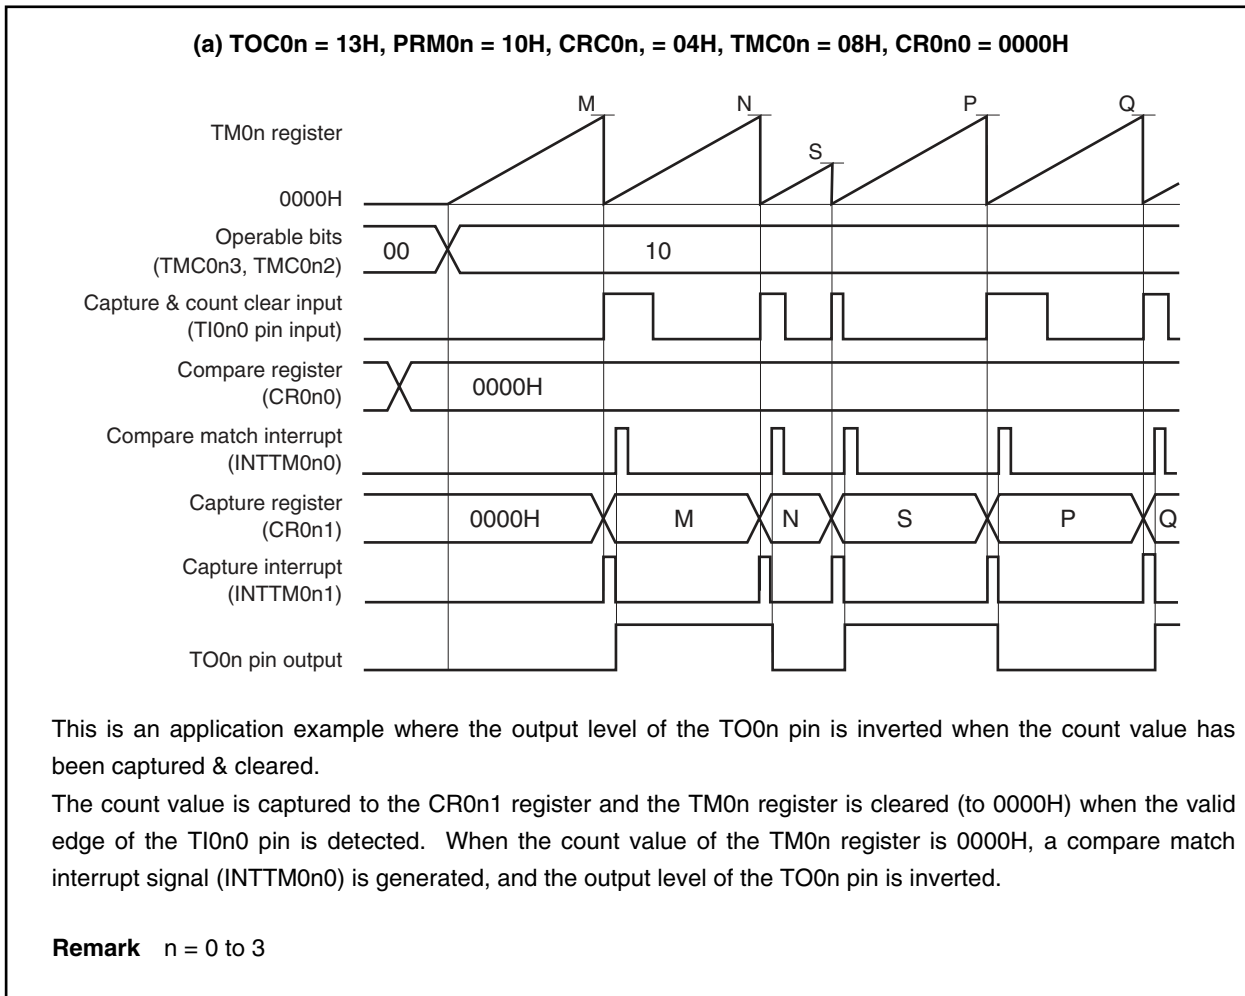 (a) TOC0n = 13H, PRM0n = 10H, CRC0n, = 04H, TMC0n = 08H, CR0n0 = 0000H
M N S P Q
TM0n register
0000H
Operable bits
(TMC0n3, TMC0n2)
00 10
Capture & count clear input
(TI0n0 pin input)
Compare register
(CR0n0)
0000H
Compare match interrupt
(INTTM0n0)
Capture register
(CR0n1)
0000H M N S P Q
Capture interrupt
(INTTM0n1)
TO0n pin output
This is an application example where the output level of the TO0n pin is inverted when the count value has
been captured & cleared.
The count value is captured to the CR0n1 register and the TM0n register is cleared (to 0000H) when the valid
edge of the TI0n0 pin is detected. When the count value of the TM0n register is 0000H, a compare match
interrupt signal (INTTM0n0) is generated, and the output level of the TO0n pin is inverted.
Remark n = 0 to 3